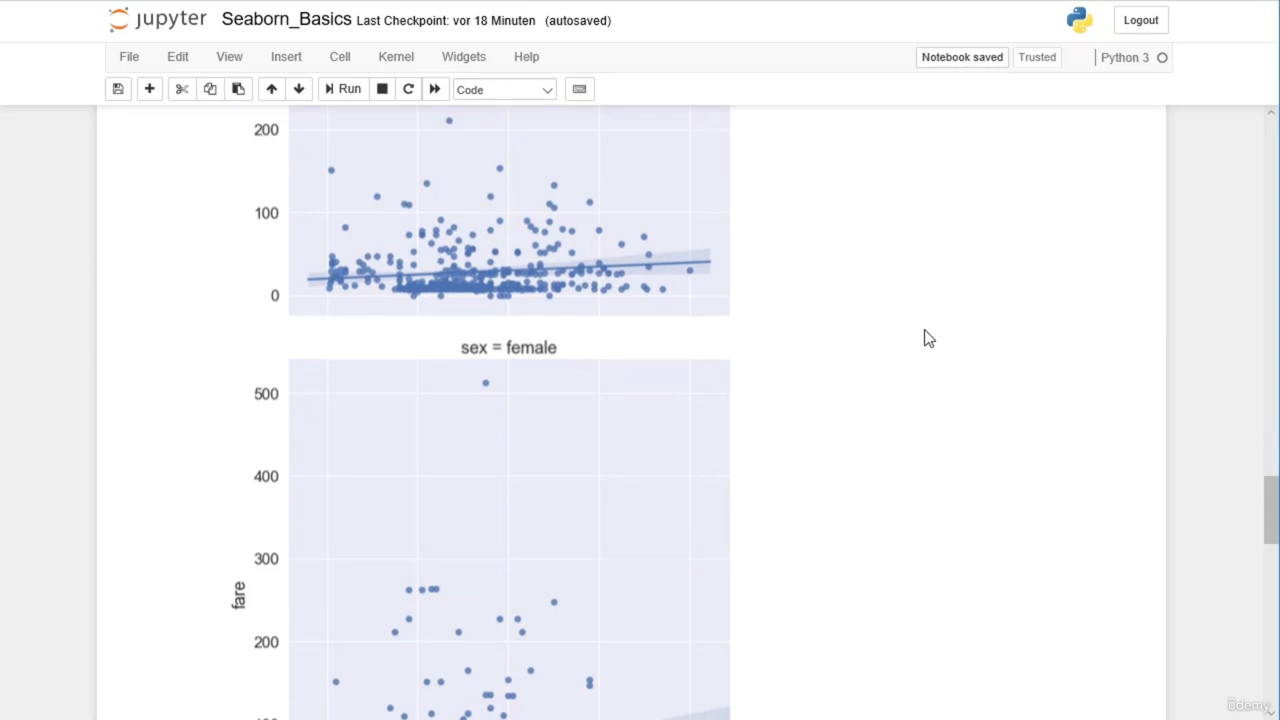 jupyter Seaborn_Basics Last Checkpoint: vor 18 Minuten (autosaved) Logout
File Edit View Insert Cell Kernel Widgets Help Notebook saved Trusted Python 3
Run Code
200
100
0
sex = female
500
400
300
fare
200
Udemy